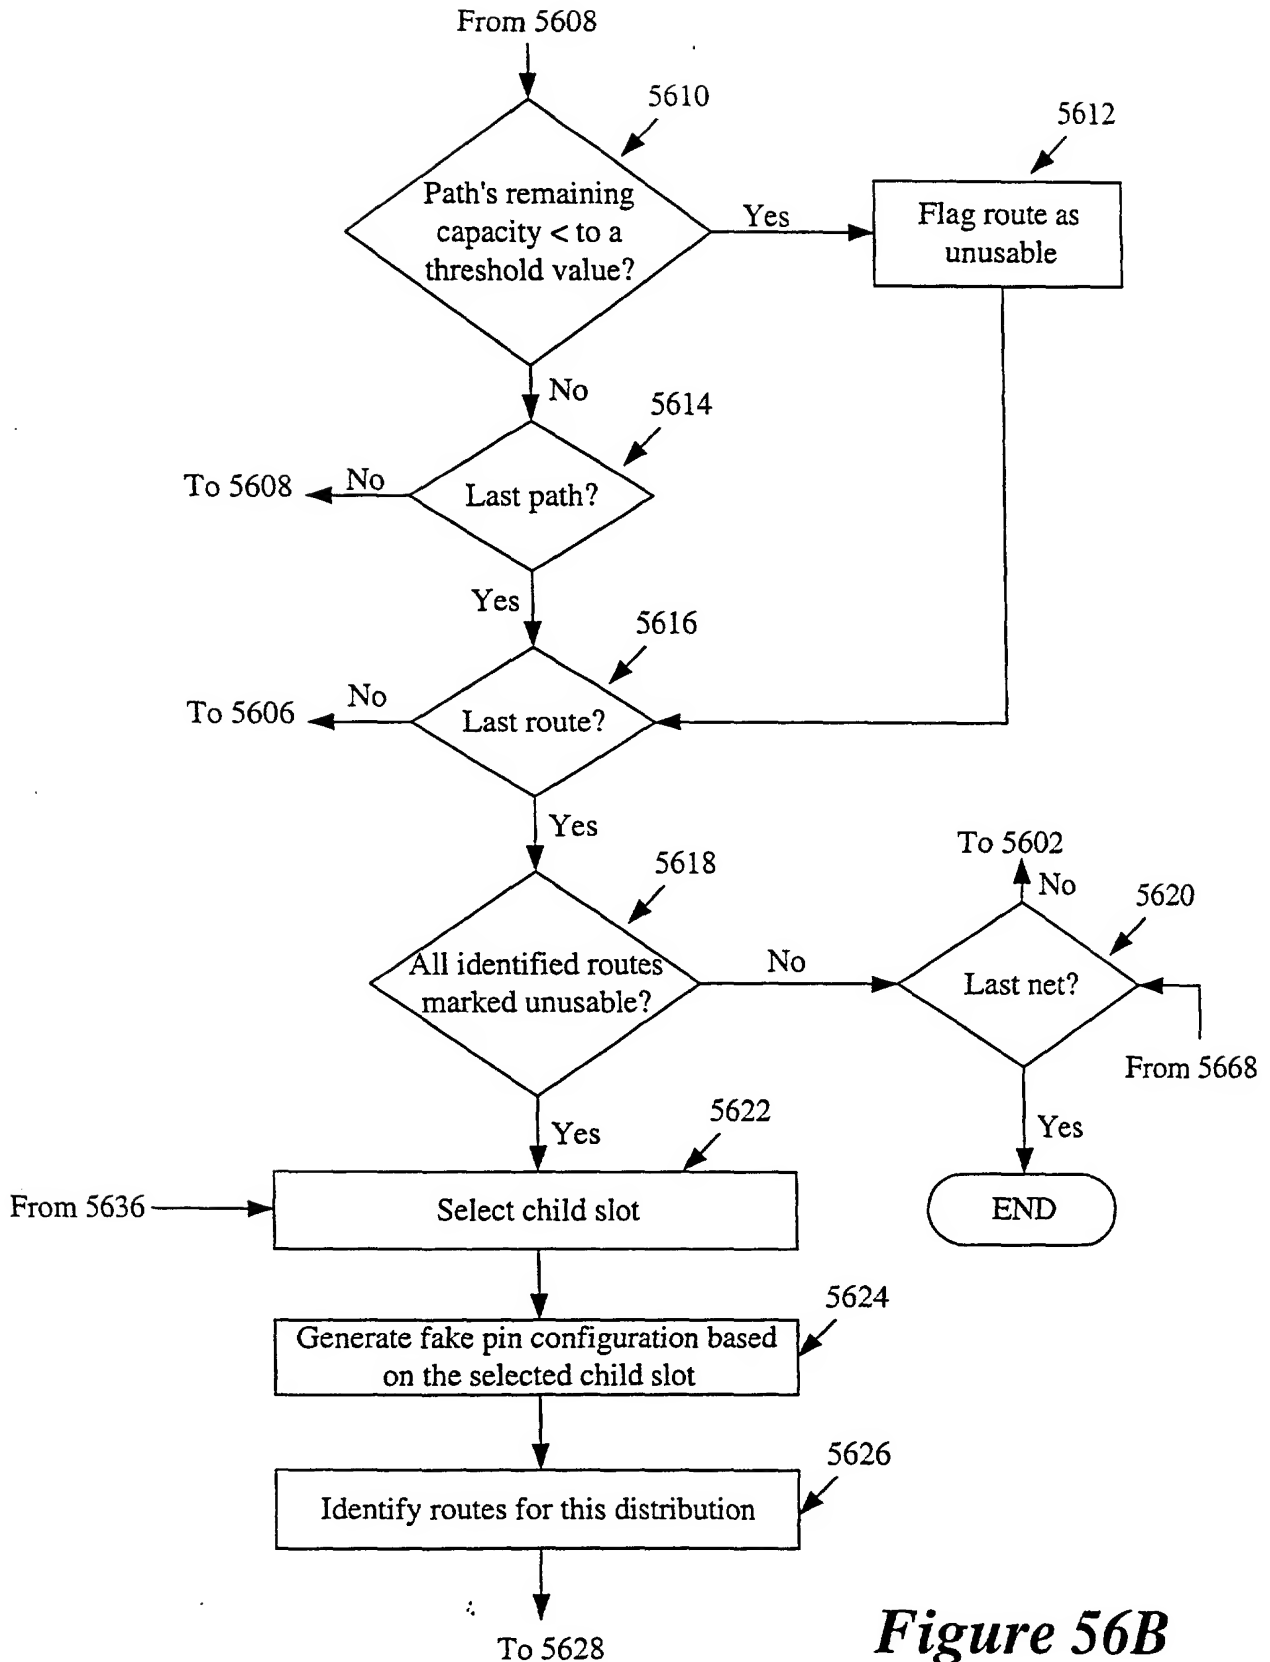 From 5608
5610
5612
Path's remaining
capacity < to a
threshold value?
Yes
Flag route as
unusable
No
5614
To 5608
No
Last path?
Yes
5616
To 5606
No
Last route?
Yes
5618
To 5602
No
5620
All identified routes
marked unusable?
No
Last net?
From 5668
Yes
5622
Yes
From 5636
Select child slot
END
5624
Generate fake pin configuration based
on the selected child slot
5626
Identify routes for this distribution
To 5628
Figure 56B